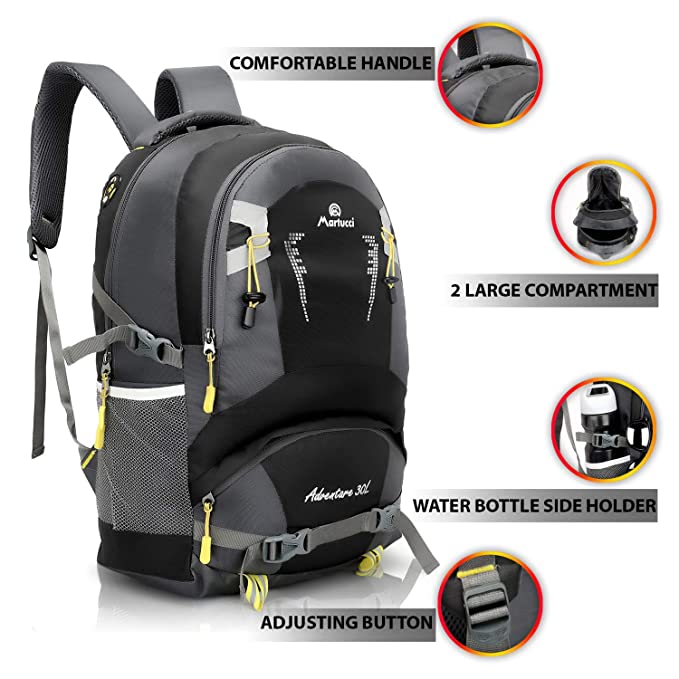 COMFORTABLE HANDLE
Martucci
2 LARGE COMPARTMENT
Adventure 30L
WATER BOTTLE SIDE HOLDER
ADJUSTING BUTTON